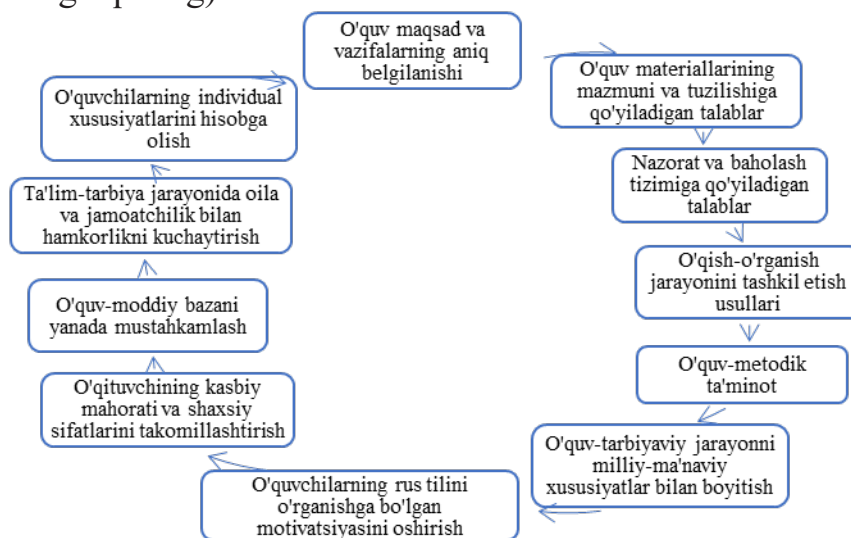 O'quv maqsad va
vazifalarning aniq
belgilanishi
O'quv materiallarining
mazmuni va tuzilishiga
qo'yiladigan talablar
Nazorat va baholash
tizimiga qo'yiladigan
talablar
O'qish-o'rganish
jarayonini tashkil etish
usullari
O'quv-metodik
ta'minot
O'quv-tarbiyaviy jarayonni
milliy-ma'naviy
xususiyatlar bilan boyitish
O'quvchilarning rus tilini
o'rganishga bo'lgan
motivatsiyasini oshirish
O'qituvchining kasbiy
mahorati va shaxsiy
sifatlarini takomillashtirish
O'quv-moddiy bazani
yanada mustahkamlash
Ta'lim-tarbiya jarayonida oila
va jamoatchilik bilan
hamkorlikni kuchaytirish
O'quvchilarning individual
xususiyatlarini hisobga
olish